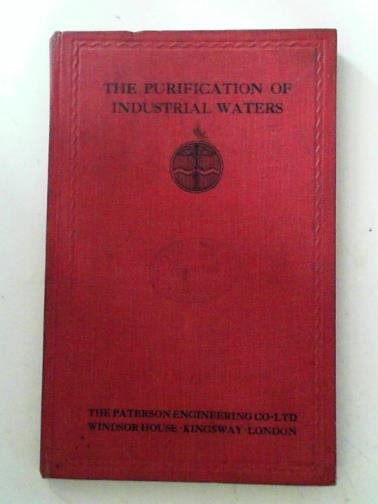 THE PURIFICATION OF
INDUSTRIAL WATERS
THE PATERSON ENGINEERING CO·LTD
WINDSOR HOUSE·KINGSWAY·LONDON